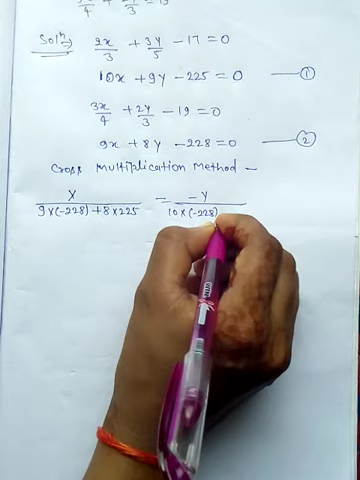 Solⁿ⇒ 2x/3 + 3y/5 - 17 = 0
10x + 9y - 225 = 0 —— ①
3x/4 + 2y/3 - 19 = 0
9x + 8y - 228 = 0 —— ②
Cross Multiplication Method -
x/(9×(-228)+8×225) = -y/(10×(-228)